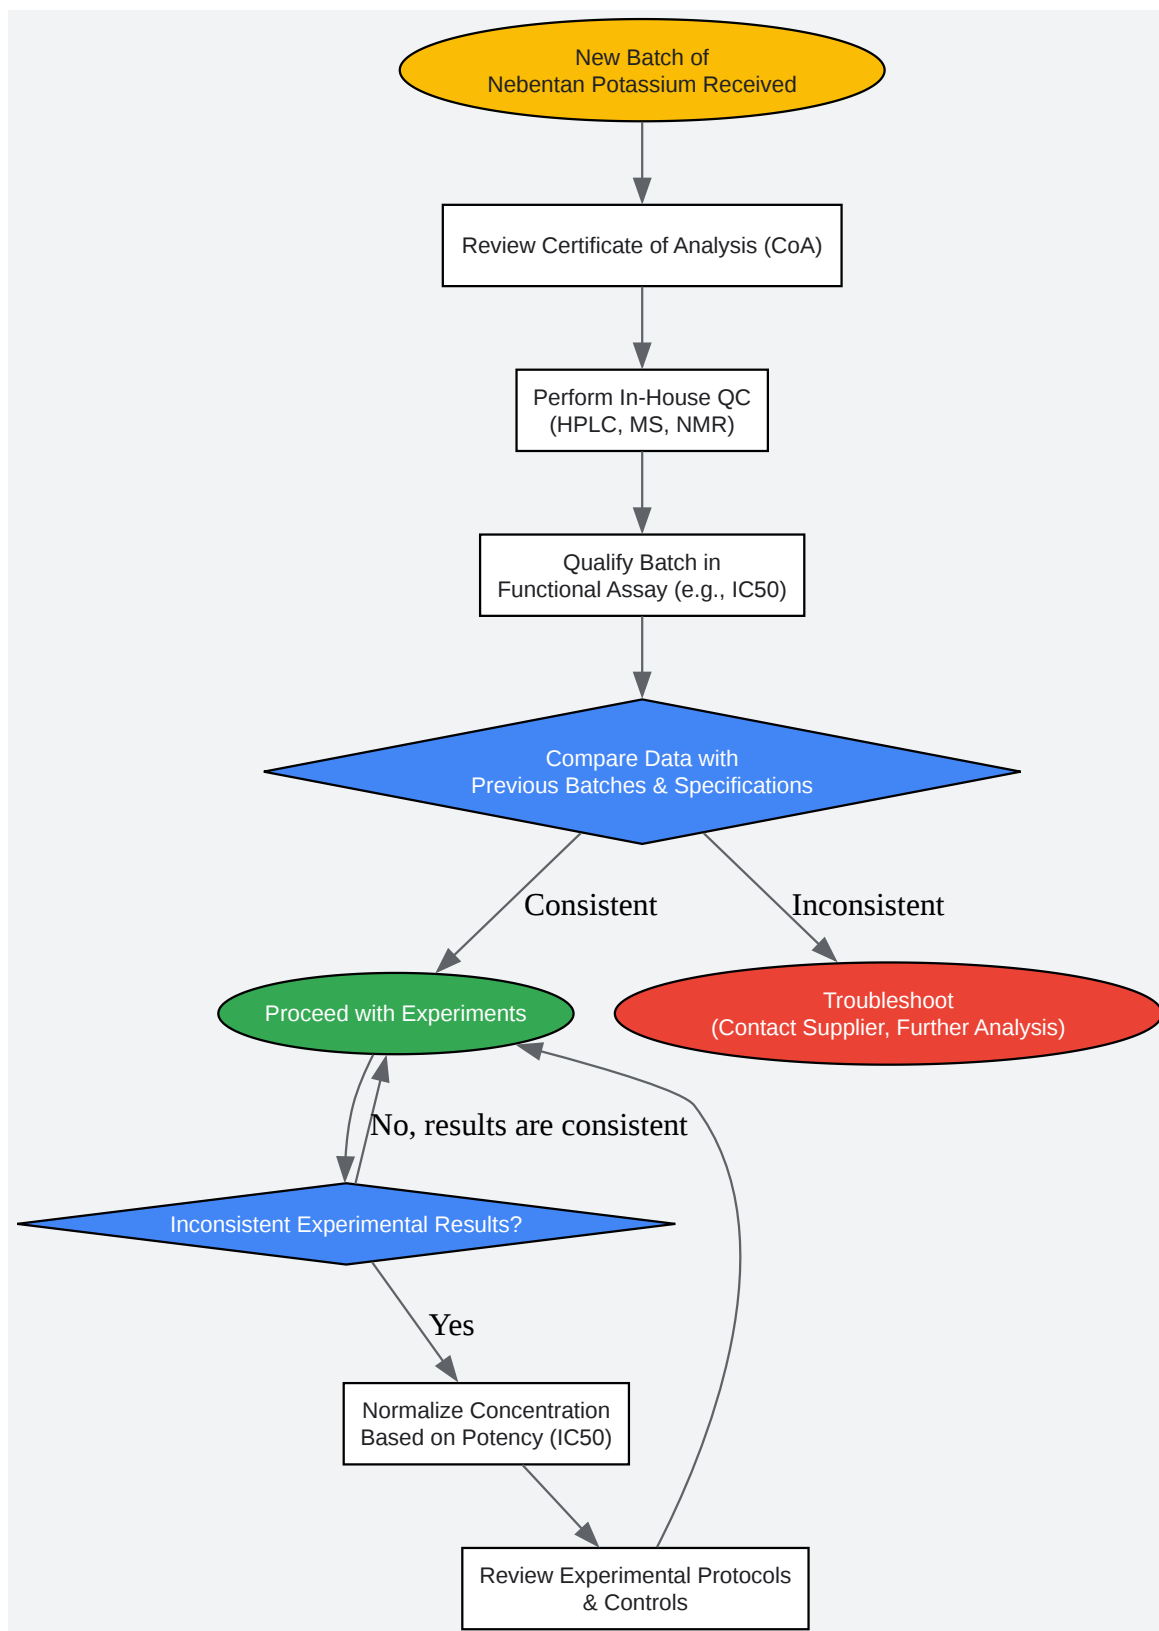 New Batch of
Nebentan Potassium Received
Review Certificate of Analysis (CoA)
Perform In-House QC
(HPLC, MS, NMR)
Qualify Batch in
Functional Assay (e.g., IC50)
Compare Data with
Previous Batches & Specifications
Consistent
Inconsistent
Proceed with Experiments
Troubleshoot
(Contact Supplier, Further Analysis)
No, results are consistent
Inconsistent Experimental Results?
Yes
Normalize Concentration
Based on Potency (IC50)
Review Experimental Protocols
& Controls